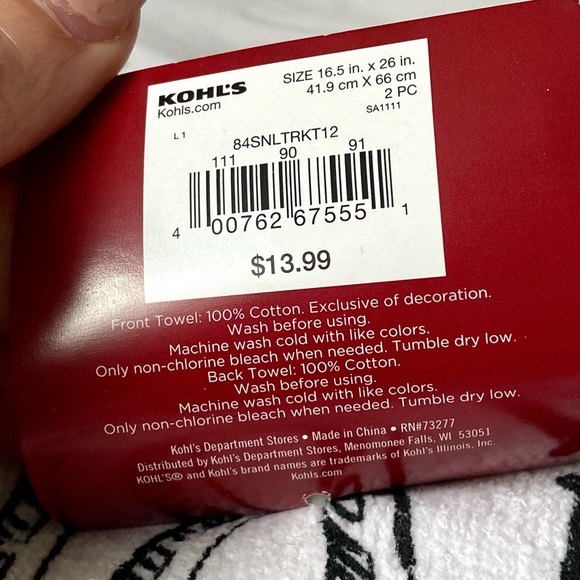 KOHL'S
Kohls.com
SIZE 16.5 in. x 26 in.
41.9 cm X 66 cm
2 PC
SA1111
L 1
84SNLTRKT12
111 90 91
4 00762 67555 1
$13.99
Front Towel: 100% Cotton. Exclusive of decoration.
Wash before using.
Machine wash cold with like colors.
Only non-chlorine bleach when needed. Tumble dry low.
Back Towel: 100% Cotton.
Wash before using.
Machine wash cold with like colors.
Only non-chlorine bleach when needed. Tumble dry low.
Kohl's Department Stores • Made in China • RN#73277
Distributed by Kohl's Department Stores, Menomonee Falls, WI 53051
KOHL'S® and Kohl's brand names are trademarks of Kohl's Illinois, Inc.
Kohls.com